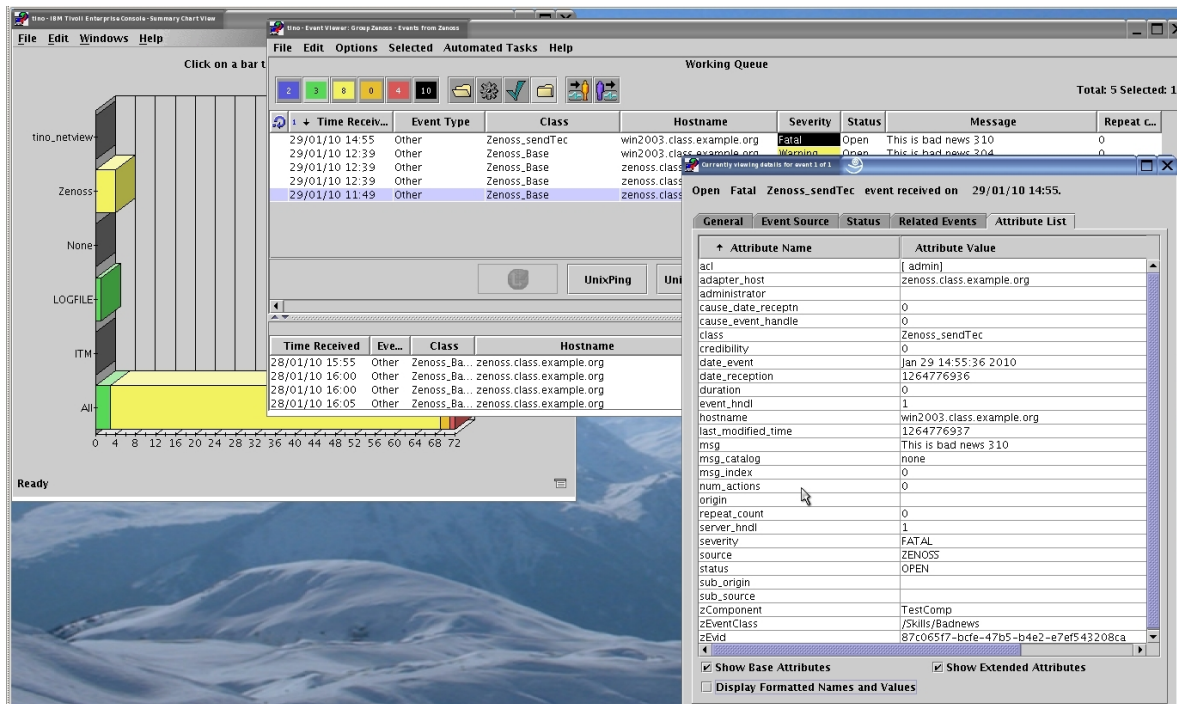 tino - IBM Tivoli Enterprise Console - Summary Chart View
File Edit Windows Help
Click on a bar t
tino_netview
Zenoss
None
LOGFILE
ITM
All
0 4 8 12 16 20 24 28 32 36 40 44 48 52 56 60 64 68 72
Ready
tino - Event Viewer: Group Zenoss - Events from Zenoss
File Edit Options Selected Automated Tasks Help
Working Queue
2 3 8 0 4 10
Total: 5 Selected: 1
1 Time Receiv... Event Type Class Hostname Severity Status Message Repeat c...
29/01/10 14:55 Other Zenoss_sendTec win2003.class.example.org Fatal Open This is bad news 310 0
29/01/10 12:39 Other Zenoss_Base win2003.class.example.org Warning Open This is bad news 304 0
29/01/10 12:39 Other Zenoss_Base zenoss.class
29/01/10 12:39 Other Zenoss_Base zenoss.class
29/01/10 11:49 Other Zenoss_Base zenoss.class
UnixPing Uni
Time Received Eve... Class Hostname
28/01/10 15:55 Other Zenoss_Ba... zenoss.class.example.org
28/01/10 16:00 Other Zenoss_Ba... zenoss.class.example.org
28/01/10 16:00 Other Zenoss_Ba... zenoss.class.example.org
28/01/10 16:05 Other Zenoss_Ba... zenoss.class.example.org
Currently viewing details for event 1 of 1
Open Fatal Zenoss_sendTec event received on 29/01/10 14:55.
General Event Source Status Related Events Attribute List
Attribute Name Attribute Value
acl [ admin]
adapter_host zenoss.class.example.org
administrator
cause_date_receptn 0
cause_event_handle 0
class Zenoss_sendTec
credibility 0
date_event Jan 29 14:55:36 2010
date_reception 1264776936
duration 0
event_hndl 1
hostname win2003.class.example.org
last_modified_time 1264776937
msg This is bad news 310
msg_catalog none
msg_index 0
num_actions 0
origin
repeat_count 0
server_hndl 1
severity FATAL
source ZENOSS
status OPEN
sub_origin
sub_source
zComponent TestComp
zEventClass /Skills/Badnews
zEvid 87c065f7-bcfe-47b5-b4e2-e7ef543208ca
Show Base Attributes Show Extended Attributes
Display Formatted Names and Values